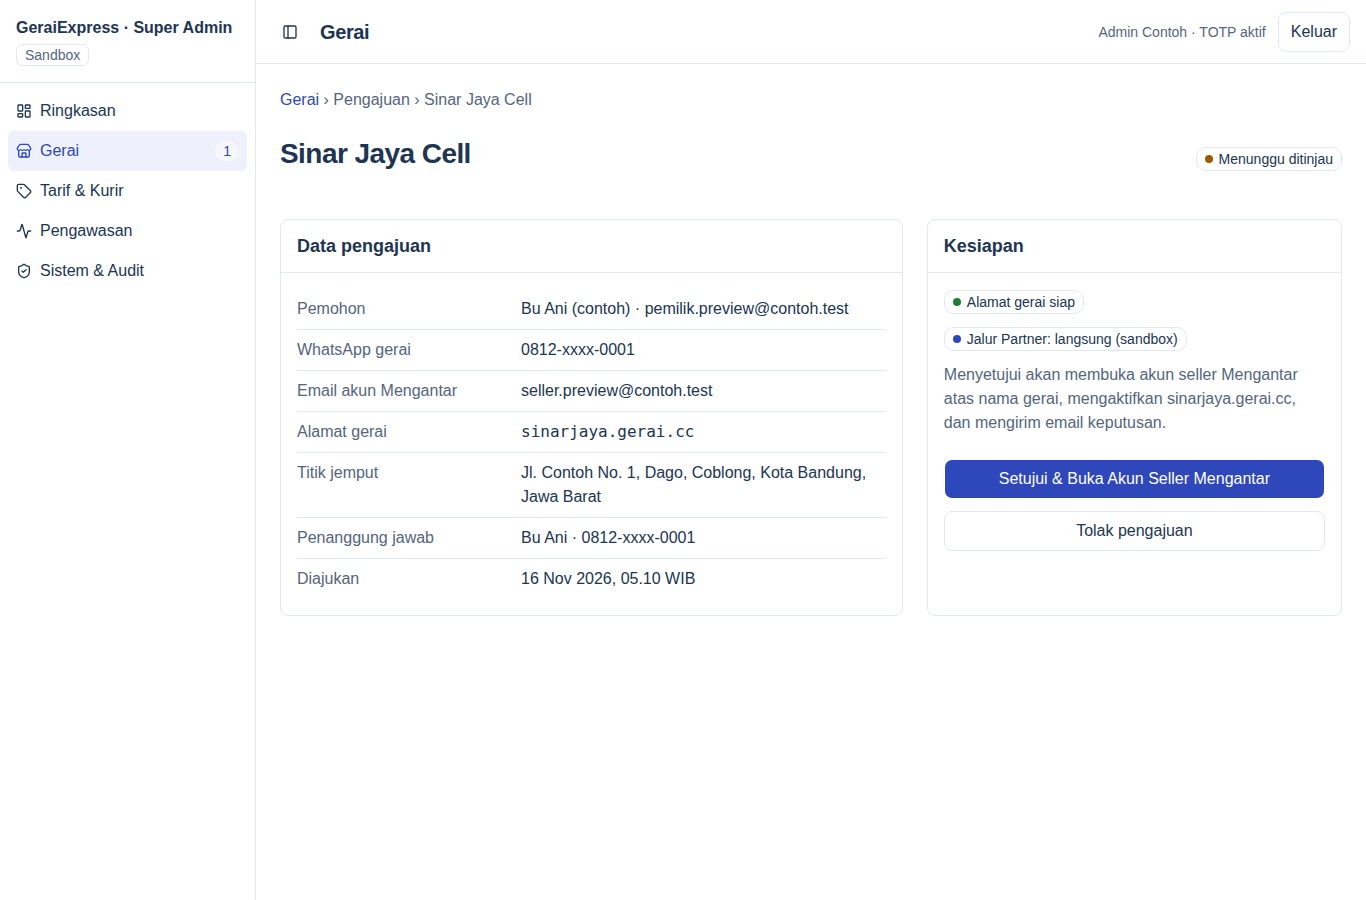 GeraiExpress · Super Admin
Sandbox
Ringkasan
Gerai 1
Tarif & Kurir
Pengawasan
Sistem & Audit
Gerai
Admin Contoh · TOTP aktif
Keluar
Gerai › Pengajuan › Sinar Jaya Cell
Sinar Jaya Cell
Menunggu ditinjau
Data pengajuan
Pemohon Bu Ani (contoh) · pemilik.preview@contoh.test
WhatsApp gerai 0812-xxxx-0001
Email akun Mengantar seller.preview@contoh.test
Alamat gerai sinarjaya.gerai.cc
Titik jemput Jl. Contoh No. 1, Dago, Coblong, Kota Bandung,
Jawa Barat
Penanggung jawab Bu Ani · 0812-xxxx-0001
Diajukan 16 Nov 2026, 05.10 WIB
Kesiapan
Alamat gerai siap
Jalur Partner: langsung (sandbox)
Menyetujui akan membuka akun seller Mengantar
atas nama gerai, mengaktifkan sinarjaya.gerai.cc,
dan mengirim email keputusan.
Setujui & Buka Akun Seller Mengantar
Tolak pengajuan